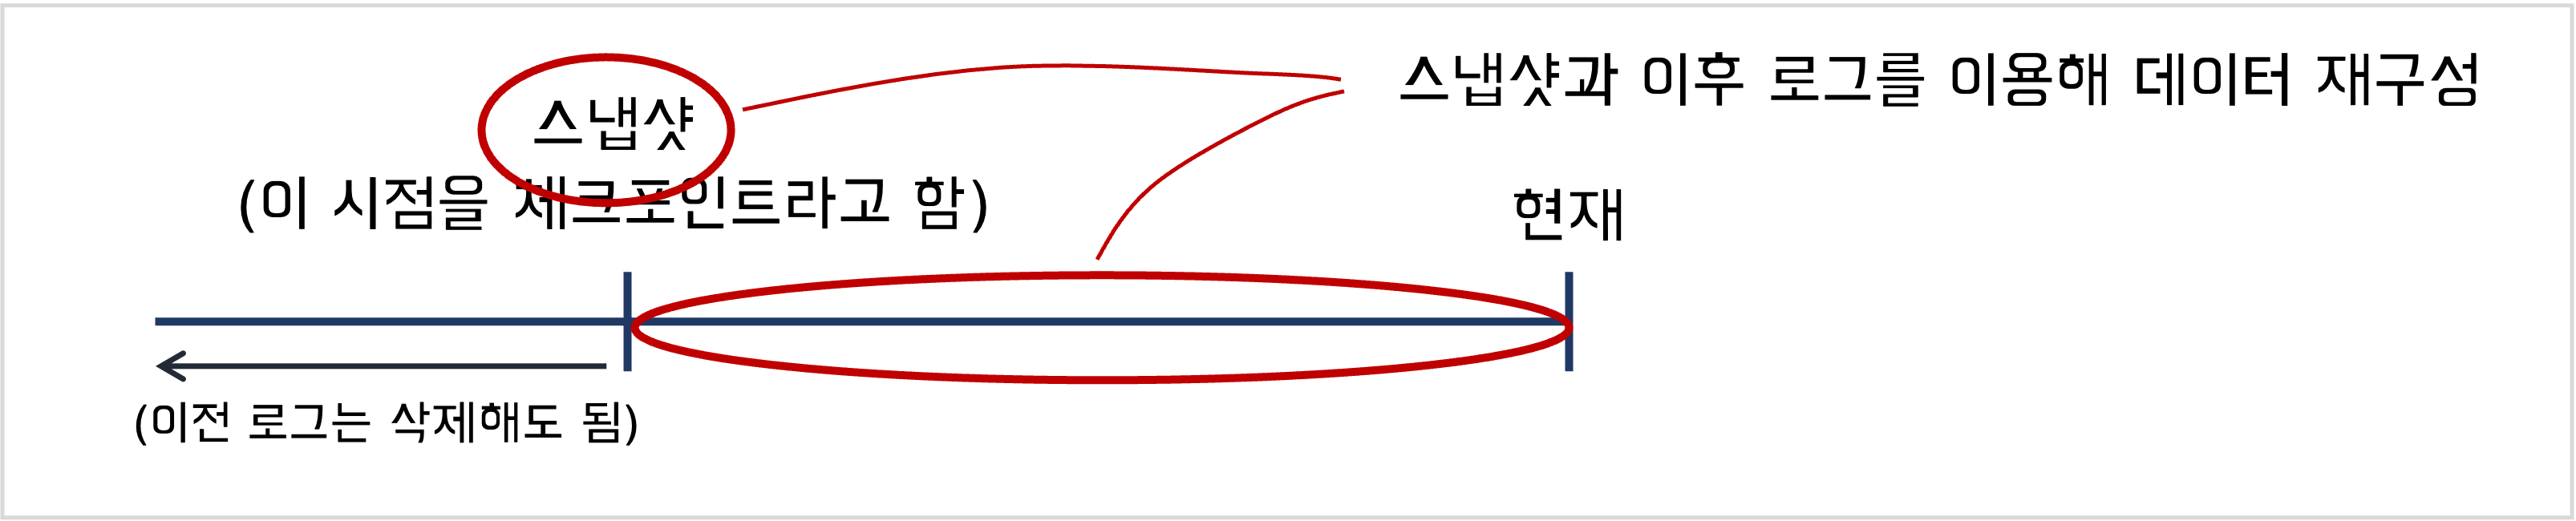 스냅샷과 이후 로그를 이용해 데이터 재구성
스냅샷
(이 시점을 체크포인트라고 함)
현재
(이전 로그는 삭제해도 됨)